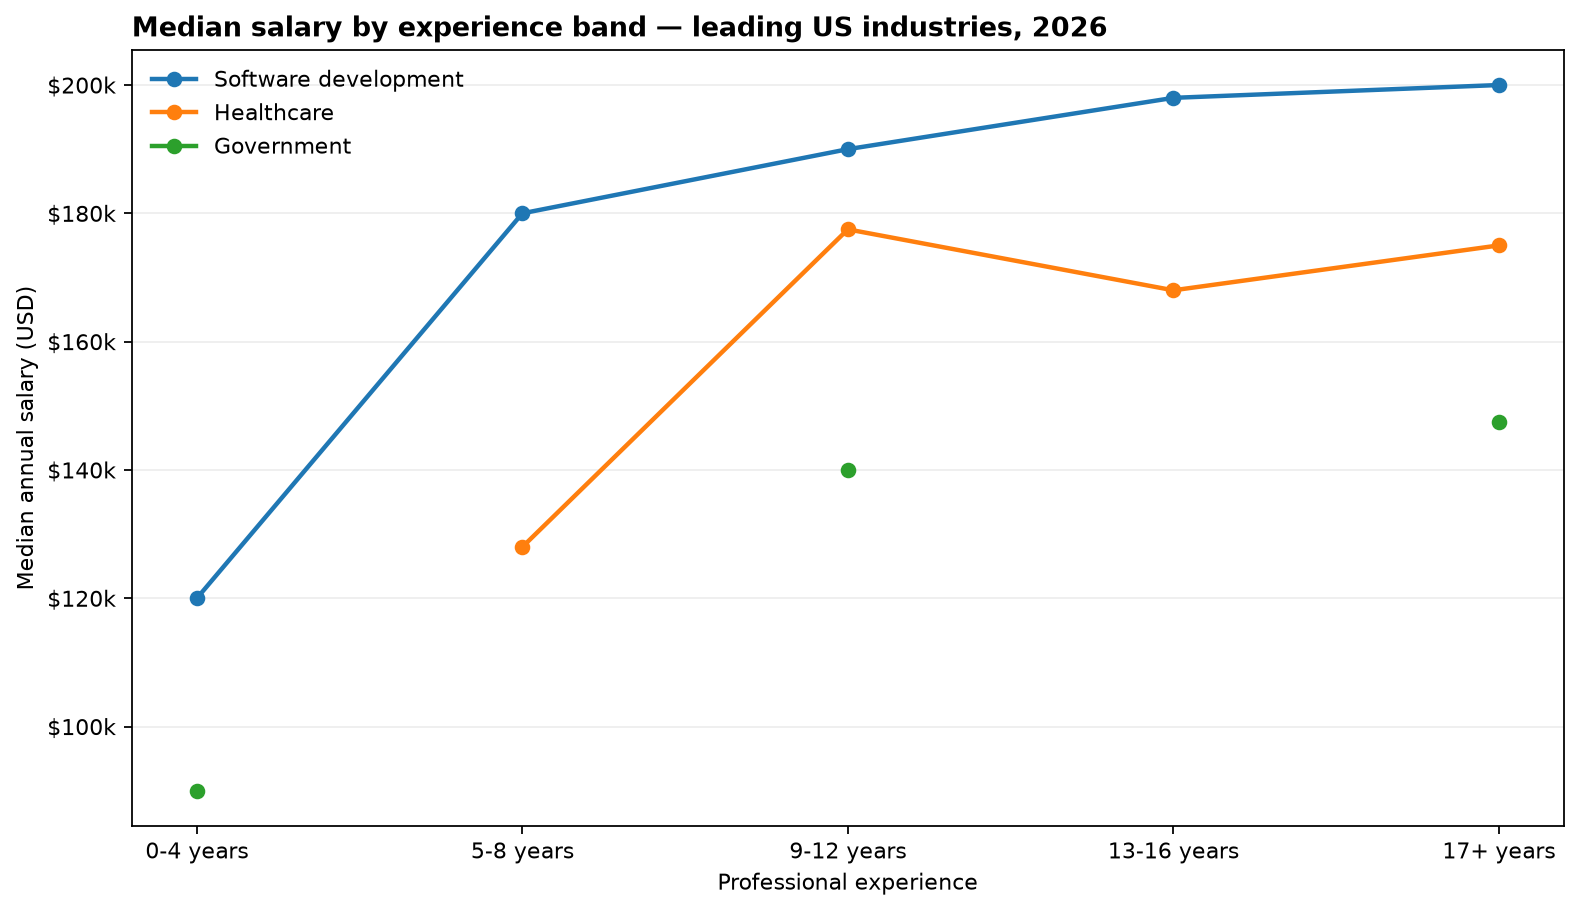 Median salary by experience band — leading US industries, 2026
Software development
Healthcare
Government
Median annual salary (USD)
$200k
$180k
$160k
$140k
$120k
$100k
0-4 years
5-8 years
9-12 years
13-16 years
17+ years
Professional experience